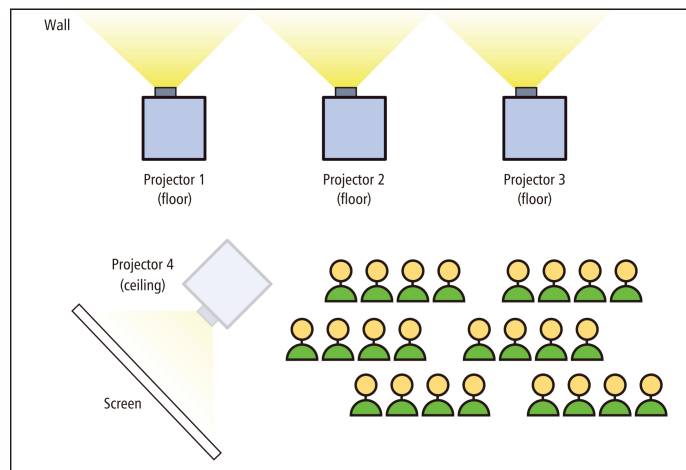 Wall
Projector 1
(floor)
Projector 2
(floor)
Projector 3
(floor)
Projector 4
(ceiling)
Screen